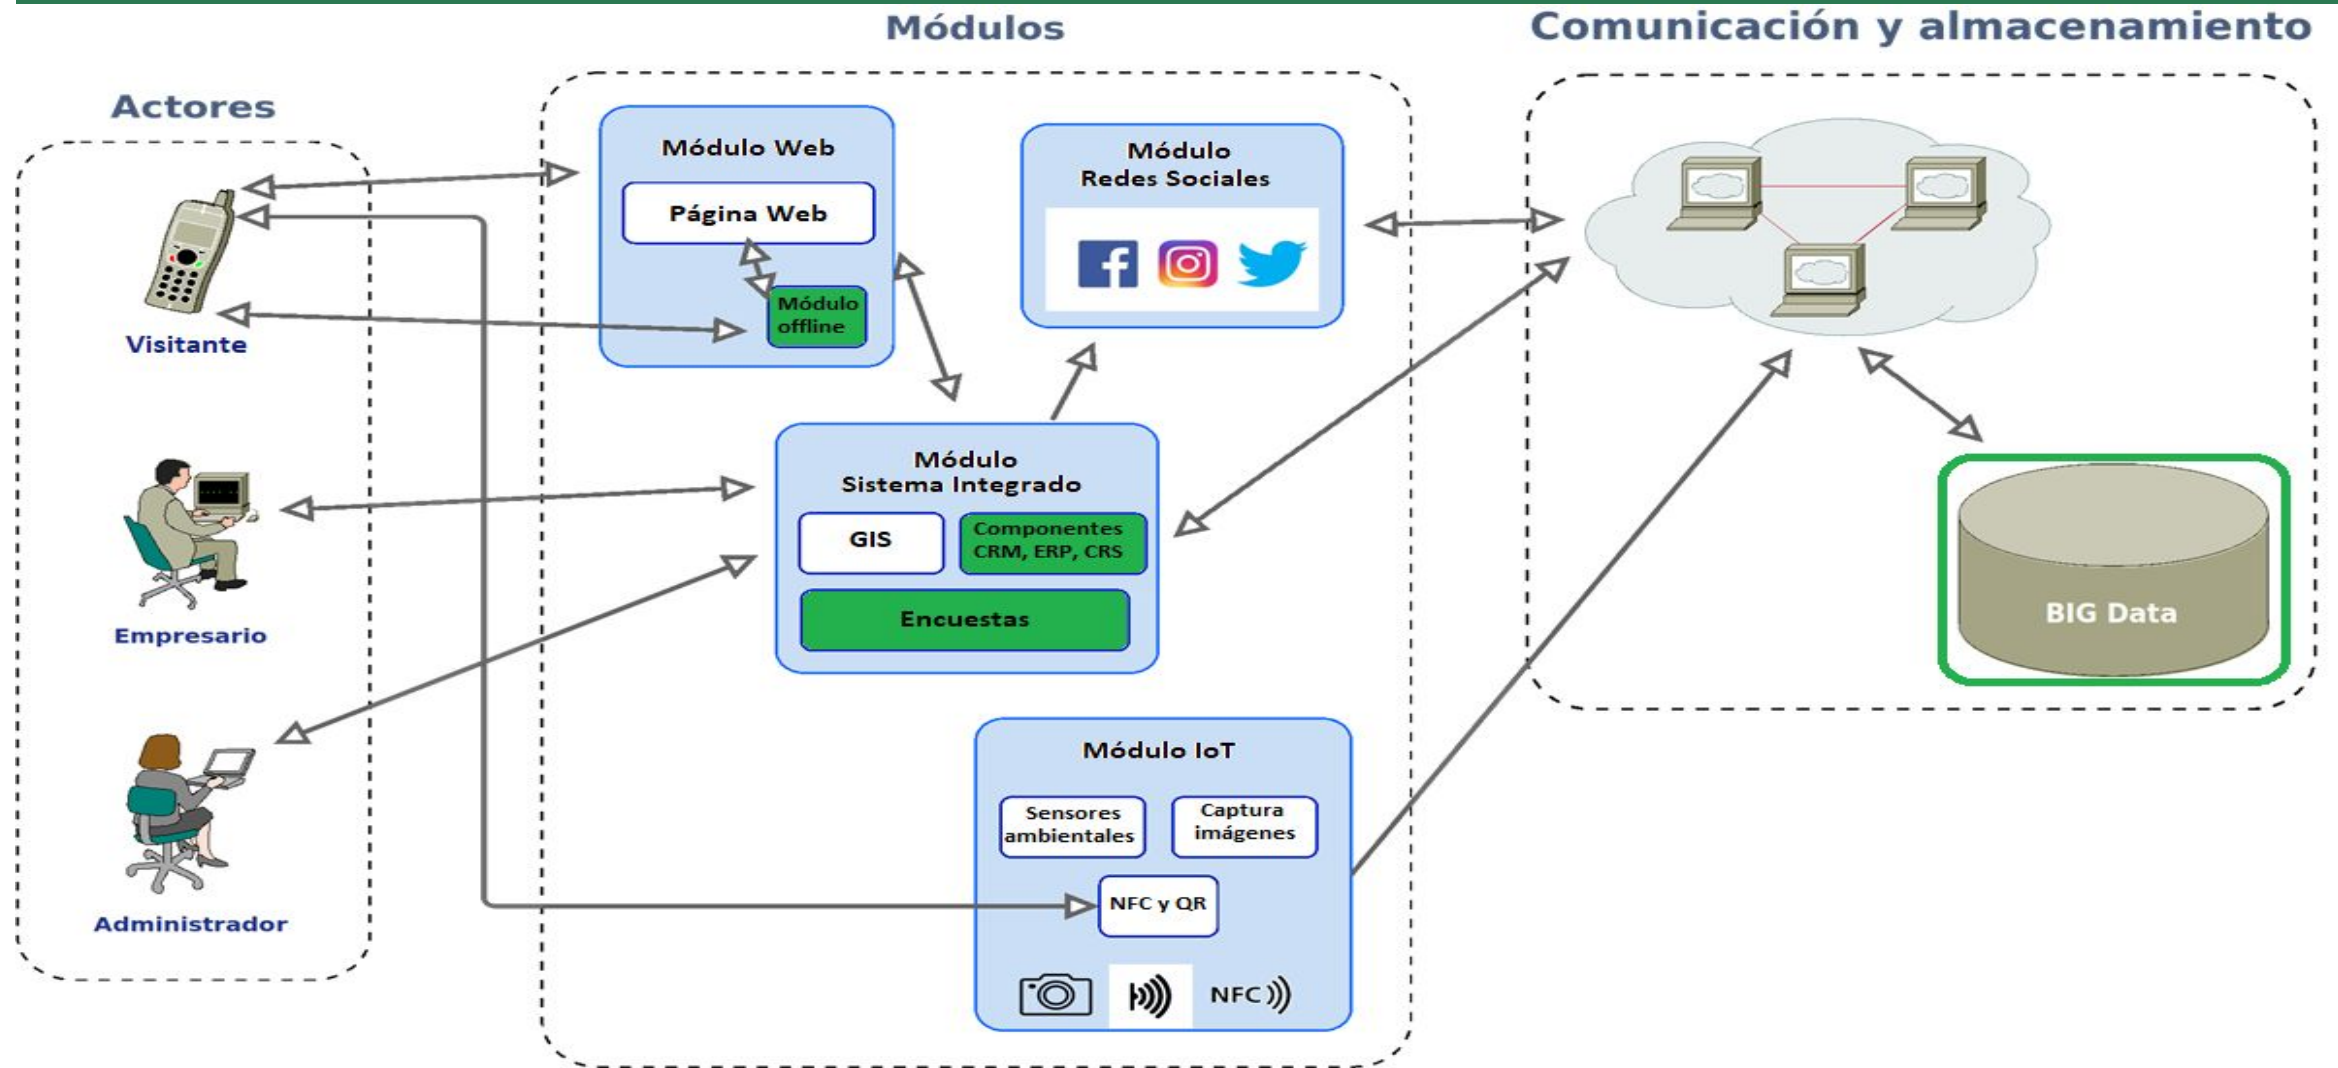 Actores
Visitante
Empresario
Administrador
Módulos
Módulo Web
Página Web
Módulo
offline
Módulo
Redes Sociales
Módulo
Sistema Integrado
GIS
Componentes
CRM, ERP, CRS
Encuestas
Módulo IoT
Sensores
ambientales
Captura
imágenes
NFC y QR
NFC
Comunicación y almacenamiento
BIG Data